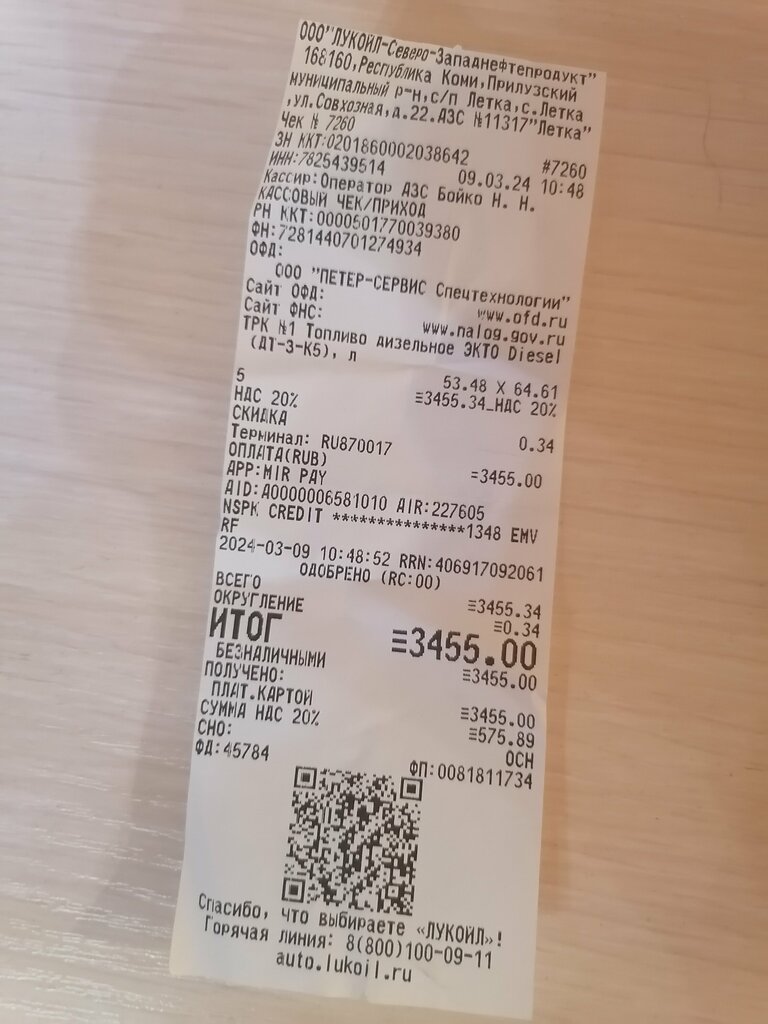 ООО"ЛУКОЙЛ-Северо-Западнефтепродукт"
168160,Республика Коми,Прилузский
муниципальный р-н,с/п Летка,с.Летка
,ул.Совхозная,д.22.АЗС №11317"Летка"
Чек № 7260
#7260
ЗН ККТ:0201860002038642
09.03.24 10:48
ИНН:7825439514
Кассир:Оператор АЗС Бойко Н. Н.
КАССОВЫЙ ЧЕК/ПРИХОД
РН ККТ:0000501770039380
ФН:7281440701274934
ОФД:
ООО "ПЕТЕР-СЕРВИС Спецтехнологии"
Сайт ОФД: www.ofd.ru
Сайт ФНС: www.nalog.gov.ru
ТРК №1 Топливо дизельное ЭКТО Diesel
(ДТ-З-К5), л
53.48 X 64.61
5 ≡3455.34_НДС 20%
НДС 20%
СКИДКА 0.34
Терминал: RU870017
ОПЛАТА(RUB) =3455.00
APP:MIR PAY
AID:A0000006581010 AIR:227605
NSPK CREDIT ***************1348 EMV
RF
2024-03-09 10:48:52 RRN:406917092061
ОДОБРЕНО (RC:00)
ВСЕГО ≡3455.34
ОКРУГЛЕНИЕ ≡0.34
ИТОГ ≡3455.00
БЕЗНАЛИЧНЫМИ ≡3455.00
ПОЛУЧЕНО:
ПЛАТ.КАРТОЙ ≡3455.00
СУММА НДС 20% ≡575.89
СНО: ОСН
ФД:45784 ФП:0081811734
Спасибо, что выбираете «ЛУКОЙЛ»!
Горячая линия: 8(800)100-09-11
auto.lukoil.ru